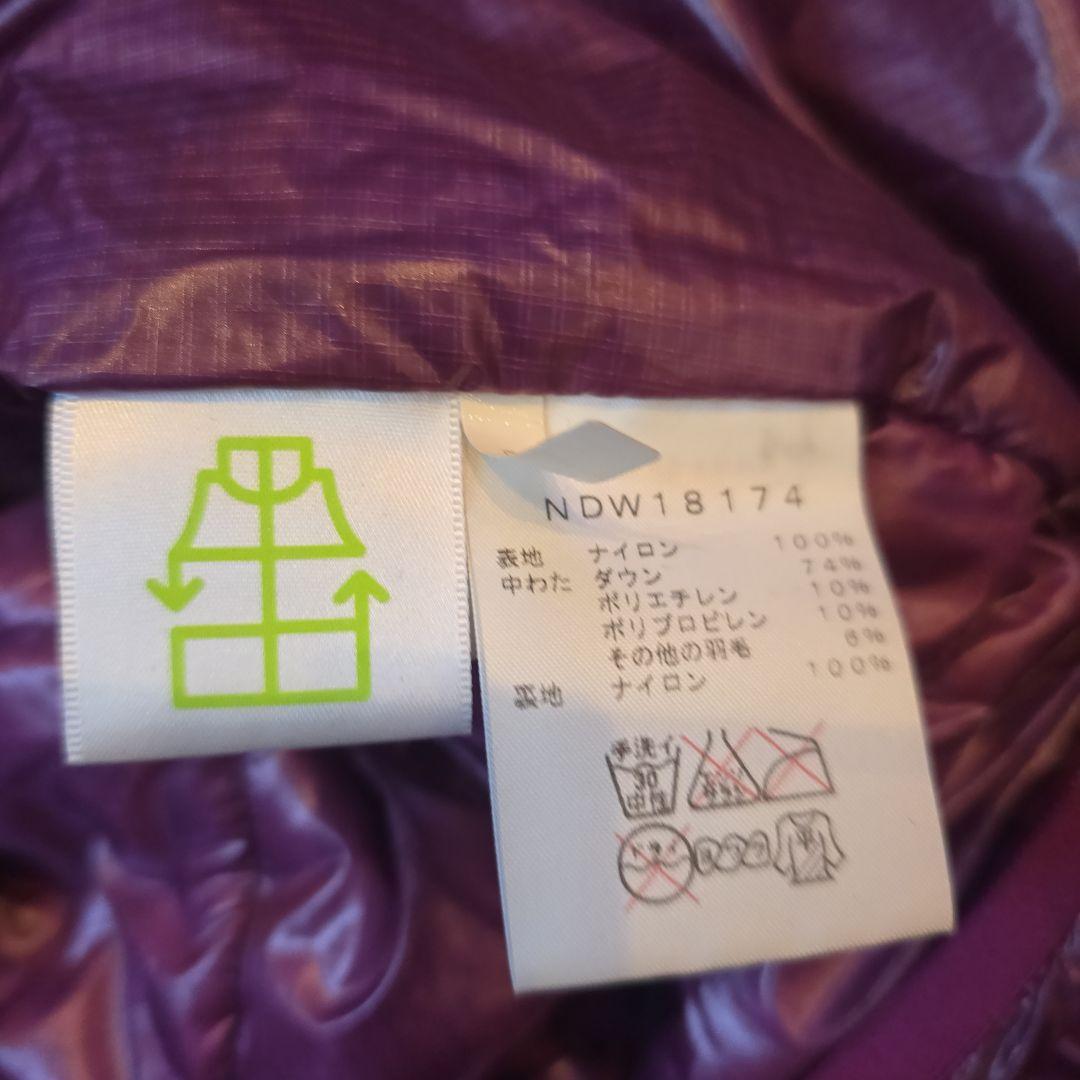 NDW18174
表地 ナイロン 100%
中わた ダウン 74%
ポリエチレン 10%
ポリプロピレン 10%
その他の羽毛 6%
裏地 ナイロン 100%
手洗イ
30
中性